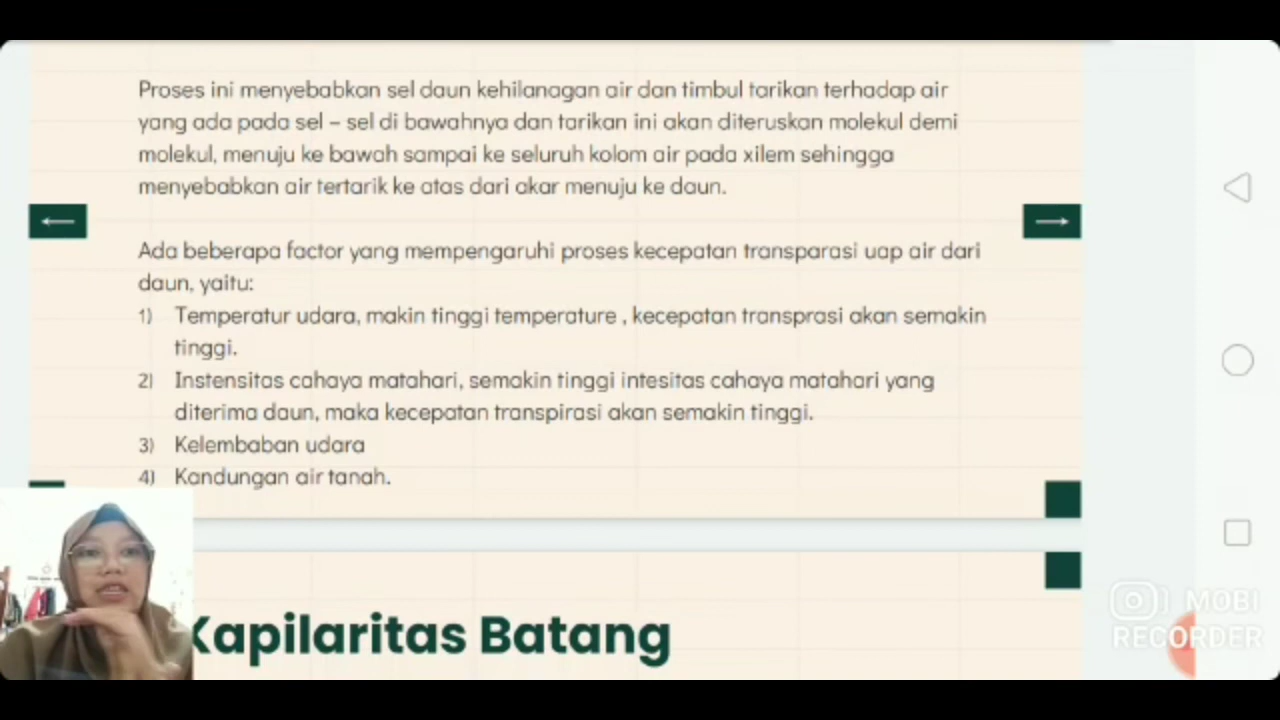 Proses ini menyebabkan sel daun kehilanagan air dan timbul tarikan terhadap air
yang ada pada sel – sel di bawahnya dan tarikan ini akan diteruskan molekul demi
molekul, menuju ke bawah sampai ke seluruh kolom air pada xilem sehingga
menyebabkan air tertarik ke atas dari akar menuju ke daun.
Ada beberapa factor yang mempengaruhi proses kecepatan transparasi uap air dari
daun, yaitu:
1) Temperatur udara, makin tinggi temperature , kecepatan transprasi akan semakin
tinggi.
2) Instensitas cahaya matahari, semakin tinggi intesitas cahaya matahari yang
diterima daun, maka kecepatan transpirasi akan semakin tinggi.
3) Kelembaban udara
4) Kandungan air tanah.
Kapilaritas Batang
MOBI
RECORDER